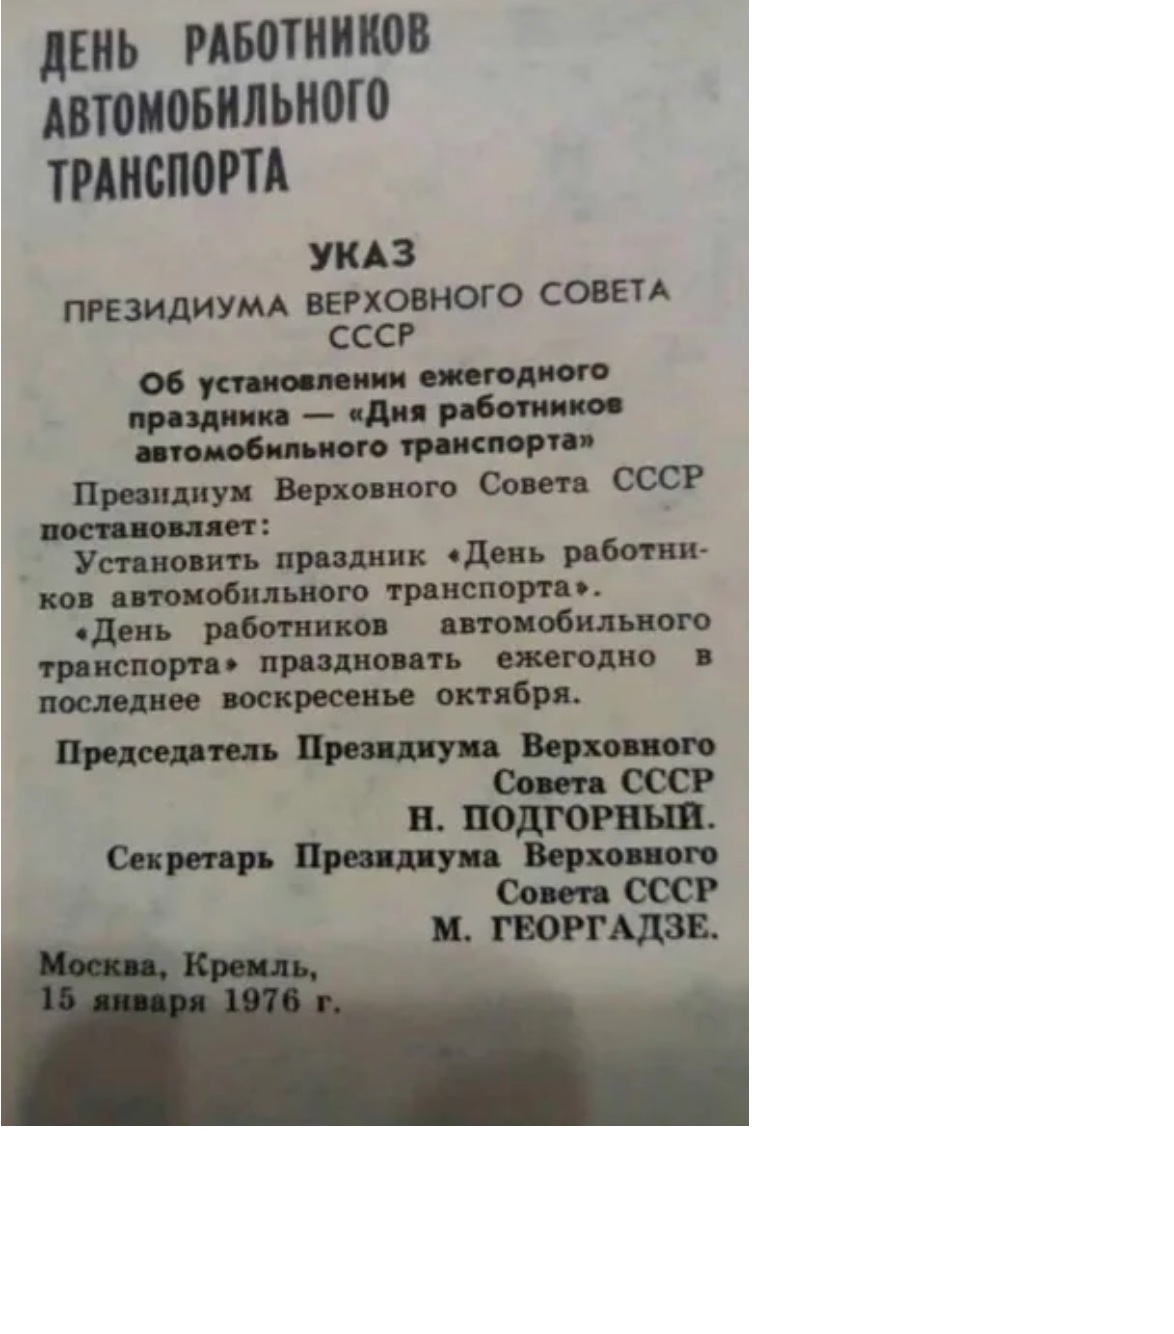 ДЕНЬ РАБОТНИКОВ
АВТОМОБИЛЬНОГО
ТРАНСПОРТА
УКАЗ
ПРЕЗИДИУМА ВЕРХОВНОГО СОВЕТА
СССР
Об установлении ежегодного
праздника — «Дня работников
автомобильного транспорта»
Президиум Верховного Совета СССР
постановляет:
Установить праздник «День работни-
ков автомобильного транспорта».
«День работников автомобильного
транспорта» праздновать ежегодно в
последнее воскресенье октября.
Председатель Президиума Верховного
Совета СССР
Н. ПОДГОРНЫЙ.
Секретарь Президиума Верховного
Совета СССР
М. ГЕОРГАДЗЕ.
Москва, Кремль,
15 января 1976 г.